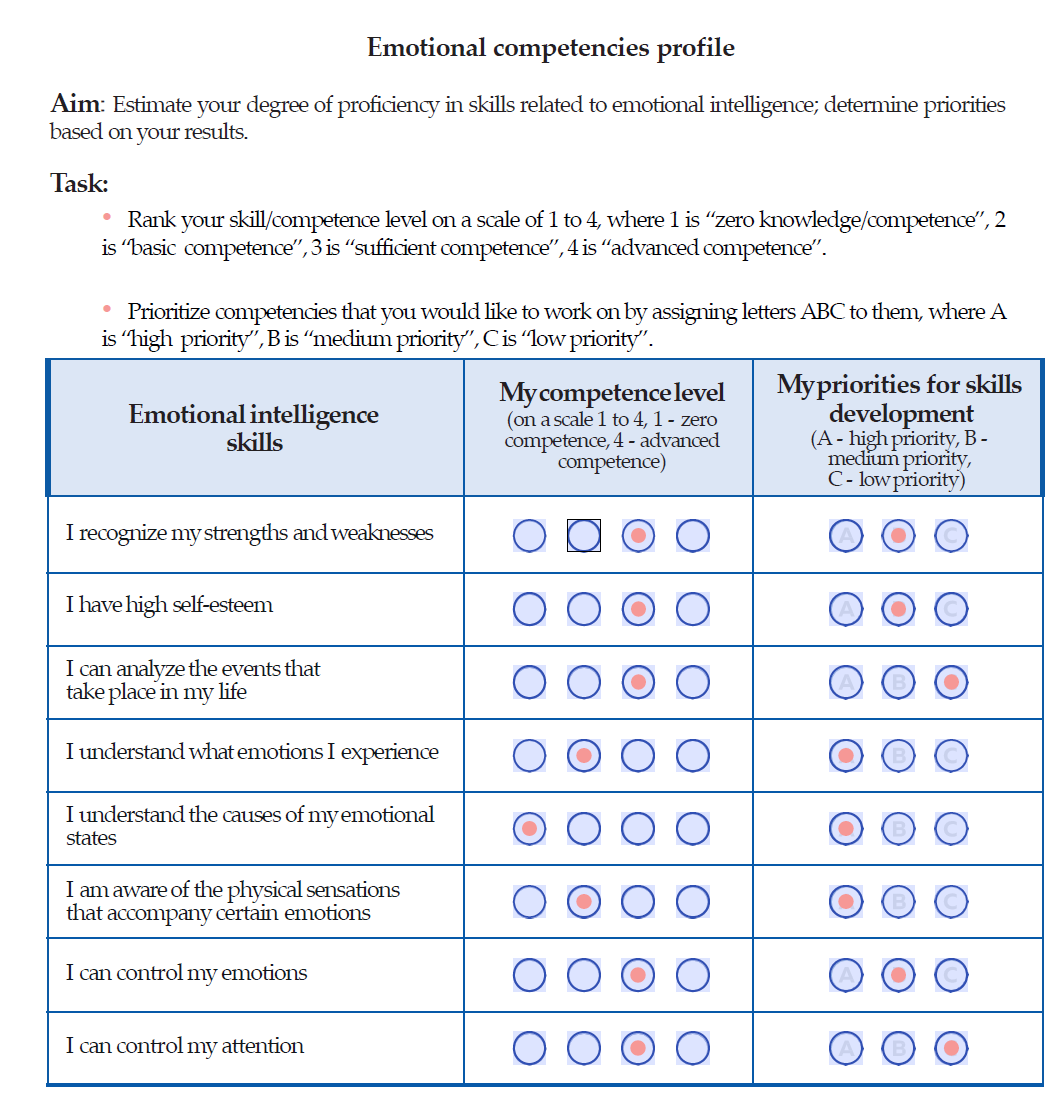 Emotional competencies profile
Aim: Estimate your degree of proficiency in skills related to emotional intelligence; determine priorities
based on your results.
Task:
• Rank your skill/competence level on a scale of 1 to 4, where 1 is “zero knowledge/competence”, 2
is “basic competence”, 3 is “sufficient competence”, 4 is “advanced competence”.
• Prioritize competencies that you would like to work on by assigning letters ABC to them, where A
is “high priority”, B is “medium priority”, C is “low priority”.
Emotional intelligence
skills
My competence level
(on a scale 1 to 4, 1 - zero
competence, 4 - advanced
competence)
My priorities for skills
development
(A - high priority, B -
medium priority,
C - low priority)
I recognize my strengths and weaknesses
A C
I have high self-esteem
A C
I can analyze the events that
take place in my life
A B
I understand what emotions I experience
B C
I understand the causes of my emotional
states
B C
I am aware of the physical sensations
that accompany certain emotions
B C
I can control my emotions
A C
I can control my attention
A B